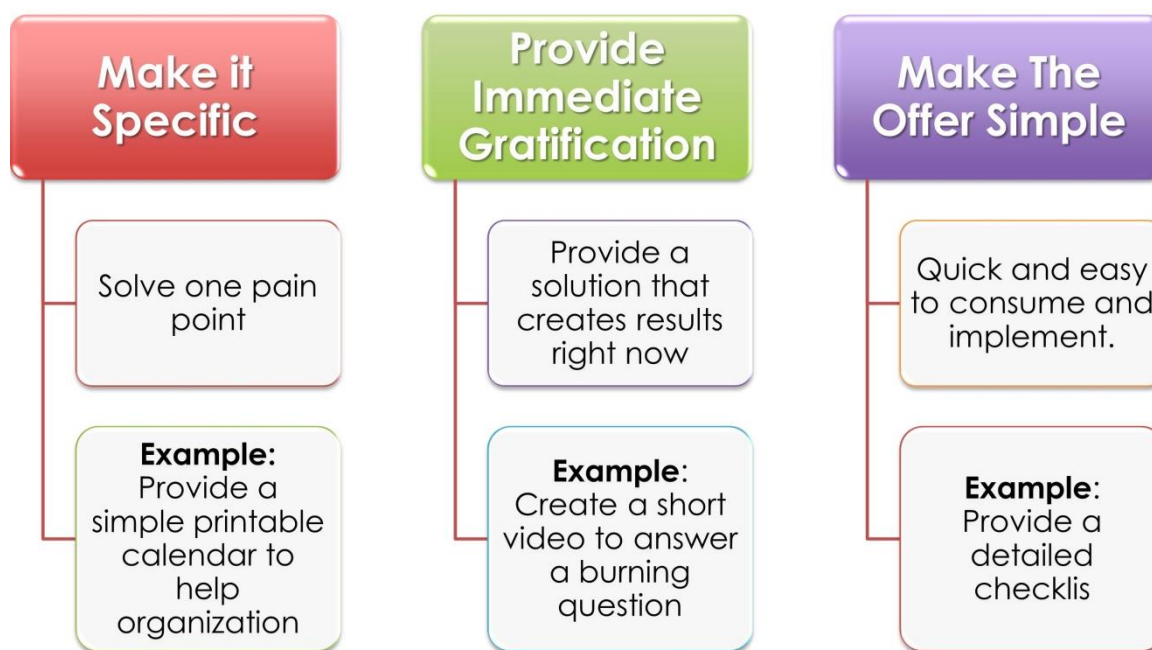 Make it
Specific
Solve one pain
point
Example:
Provide a
simple printable
calendar to
help
organization
Provide
Immediate
Gratification
Provide a
solution that
creates results
right now
Example:
Create a short
video to answer
a burning
question
Make The
Offer Simple
Quick and easy
to consume and
implement.
Example:
Provide a
detailed
checklis